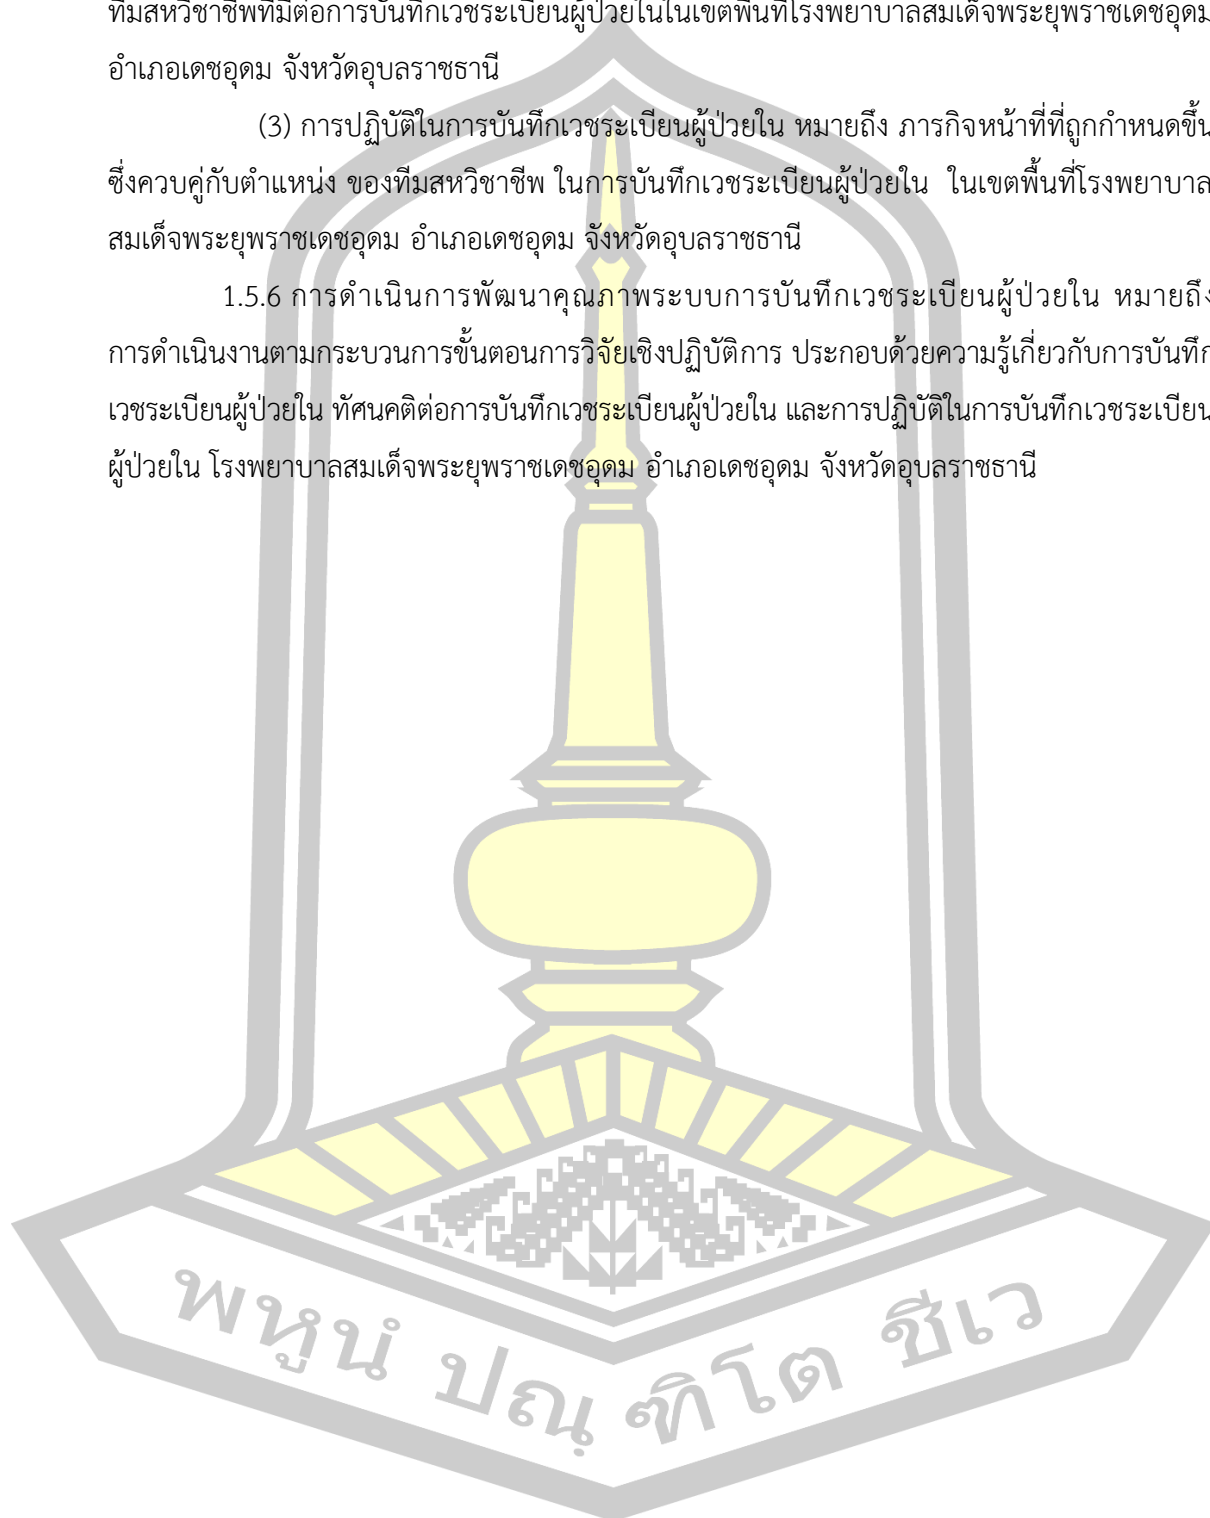 ทีมสหวิชาชีพที่มีต่อการบันทึกเวชระเบียนผู้ป่วยในในเขตพื้นที่โรงพยาบาลสมเด็จพระยุพราชเดชอุดม
อำเภอเดชอุดม จังหวัดอุบลราชธานี
(3) การปฏิบัติในการบันทึกเวชระเบียนผู้ป่วยใน หมายถึง ภารกิจหน้าที่ที่ถูกกำหนดขึ้น
ซึ่งควบคู่กับตำแหน่ง ของทีมสหวิชาชีพ ในการบันทึกเวชระเบียนผู้ป่วยใน ในเขตพื้นที่โรงพยาบาล
สมเด็จพระยุพราชเดชอุดม อำเภอเดชอุดม จังหวัดอุบลราชธานี
1.5.6 การดำเนินการพัฒนาคุณภาพระบบการบันทึกเวชระเบียนผู้ป่วยใน หมายถึง
การดำเนินงานตามกระบวนการขั้นตอนการวิจัยเชิงปฏิบัติการ ประกอบด้วยความรู้เกี่ยวกับการบันทึก
เวชระเบียนผู้ป่วยใน ทัศนคติต่อการบันทึกเวชระเบียนผู้ป่วยใน และการปฏิบัติในการบันทึกเวชระเบียน
ผู้ป่วยใน โรงพยาบาลสมเด็จพระยุพราชเดชอุดม อำเภอเดชอุดม จังหวัดอุบลราชธานี
พหูนํ ปณฺ ฑิโต ชีเว